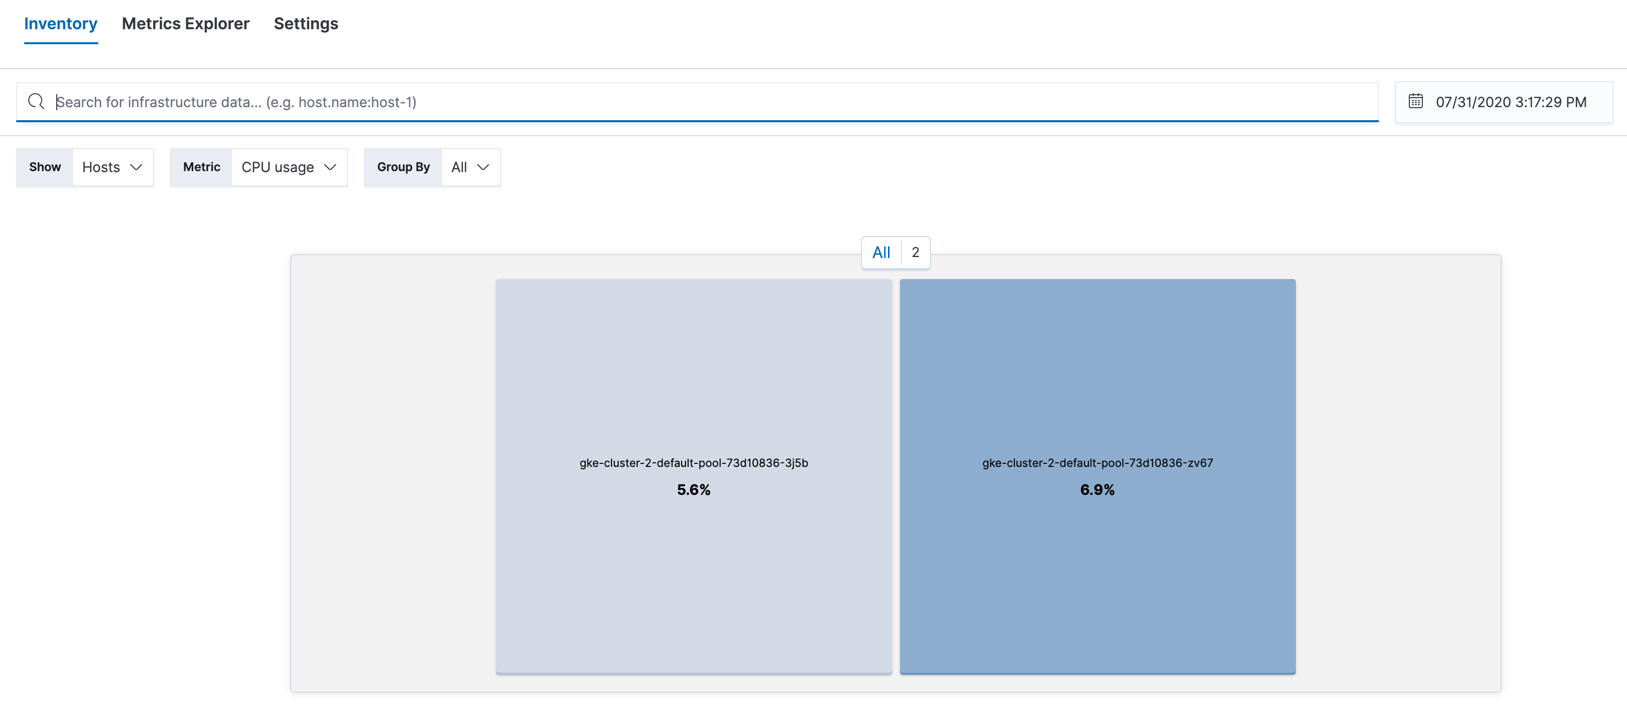 Inventory Metrics Explorer Settings
Search for infrastructure data... (e.g. host.name:host-1)
07/31/2020 3:17:29 PM
Show Hosts
Metric CPU usage
Group By All
All 2
gke-cluster-2-default-pool-73d10836-3j5b
5.6%
gke-cluster-2-default-pool-73d10836-zv67
6.9%